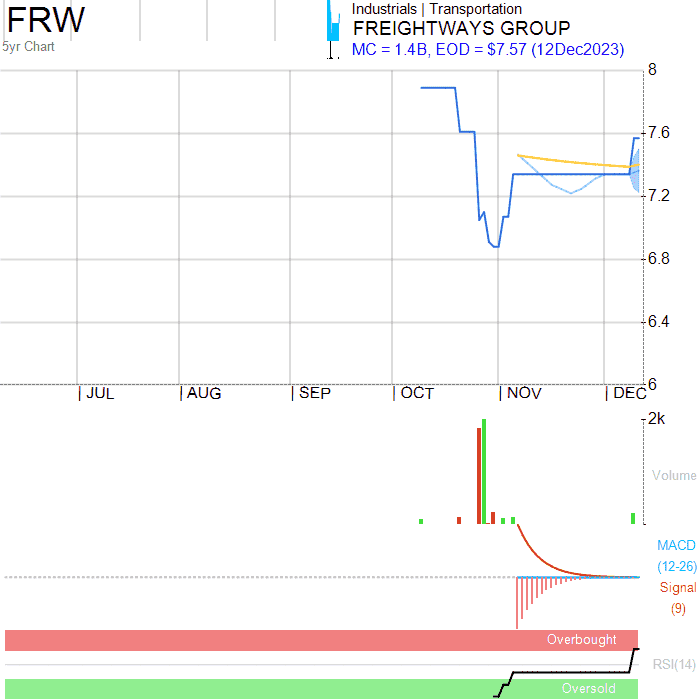 FRW
5yr Chart
Industrials | Transportation
FREIGHTWAYS GROUP
MC = 1.4B, EOD = $7.57 (12Dec2023)
8
7.6
7.2
6.8
6.4
6
| JUL | AUG | SEP | OCT | NOV | DEC
2k
Volume
MACD
(12-26)
Signal
(9)
Overbought
RSI(14)
Oversold